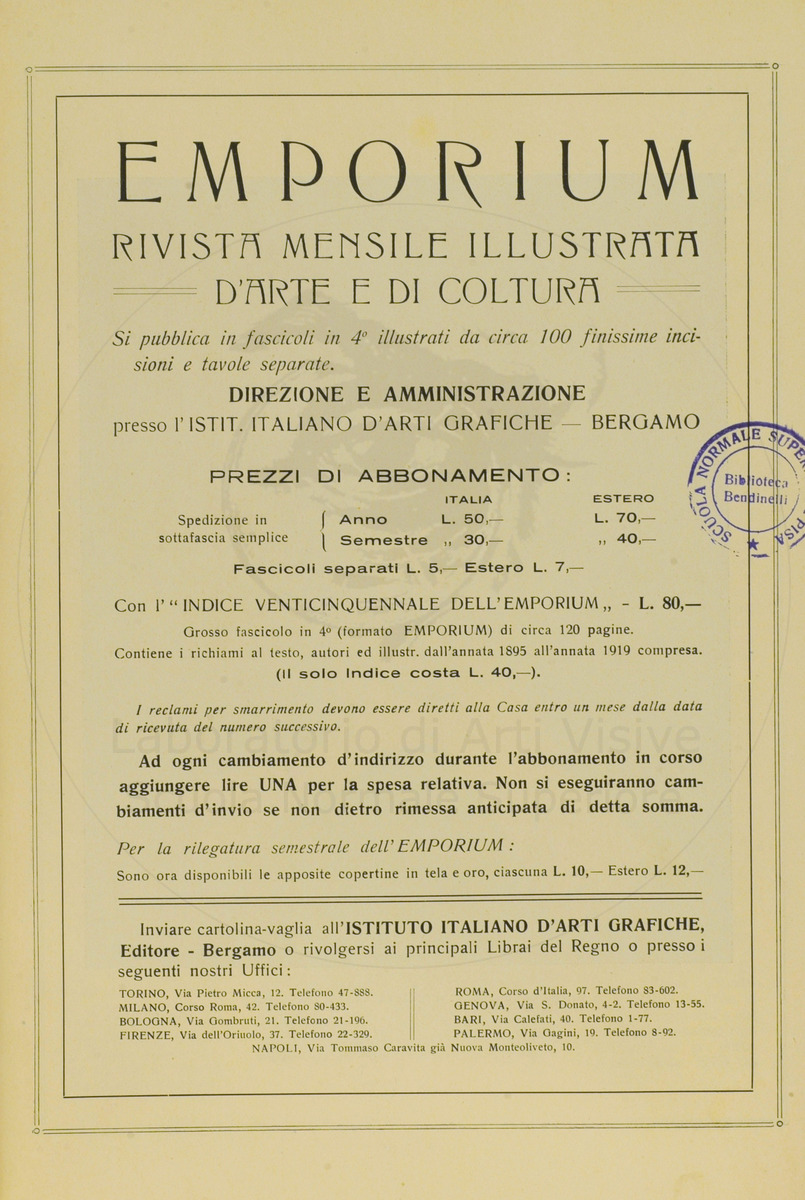 EMPORIUM
RIVISTA MENSILE ILLUSTRATA
D'ARTE E DI COLTURA
Si pubblica in fascicoli in 4º illustrati da circa 100 finissime inci-
sioni e tavole separate.
DIREZIONE E AMMINISTRAZIONE
presso l'ISTIT. ITALIANO D'ARTI GRAFICHE — BERGAMO
PREZZI DI ABBONAMENTO:
ITALIA ESTERO
Spedizione in sottafascia semplice
Anno L. 50,— L. 70,—
Semestre „ 30,— „ 40,—
Fascicoli separati L. 5,— Estero L. 7,—
Con l' “ INDICE VENTICINQUENNALE DELL'EMPORIUM „ - L. 80,—
Grosso fascicolo in 4º (formato EMPORIUM) di circa 120 pagine.
Contiene i richiami al testo, autori ed illustr. dall'annata 1895 all'annata 1919 compresa.
(Il solo Indice costa L. 40,—).
I reclami per smarrimento devono essere diretti alla Casa entro un mese dalla data
di ricevuta del numero successivo.
Ad ogni cambiamento d'indirizzo durante l'abbonamento in corso
aggiungere lire UNA per la spesa relativa. Non si eseguiranno cam-
biamenti d'invio se non dietro rimessa anticipata di detta somma.
Per la rilegatura semestrale dell' EMPORIUM :
Sono ora disponibili le apposite copertine in tela e oro, ciascuna L. 10,— Estero L. 12,—
Inviare cartolina-vaglia all'ISTITUTO ITALIANO D'ARTI GRAFICHE,
Editore - Bergamo o rivolgersi ai principali Librai del Regno o presso i
seguenti nostri Uffici :
TORINO, Via Pietro Micca, 12. Telefono 47-888.
MILANO, Corso Roma, 42. Telefono 80-433.
BOLOGNA, Via Gombruti, 21. Telefono 21-196.
FIRENZE, Via dell'Oriuolo, 37. Telefono 22-329.
ROMA, Corso d'Italia, 97. Telefono 83-602.
GENOVA, Via S. Donato, 4-2. Telefono 13-55.
BARI, Via Calefati, 40. Telefono 1-77.
PALERMO, Via Gagini, 19. Telefono 8-92.
NAPOLI, Via Tommaso Caravita già Nuova Monteoliveto, 10.
SCUOLA NORMALE SUPE
Biblioteca
Bendinelli
di Arti Visive